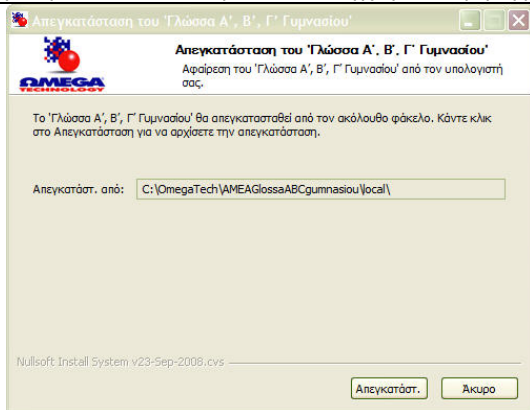 Απεγκατάσταση του 'Γλώσσα Α', Β', Γ' Γυμνασίου'
Απεγκατάσταση του 'Γλώσσα Α', Β', Γ' Γυμνασίου'
Αφαίρεση του 'Γλώσσα Α', Β', Γ' Γυμνασίου' από τον υπολογιστή
σας.
ΩMEGA
TECHNOLOGY
Το 'Γλώσσα Α', Β', Γ' Γυμνασίου' θα απεγκατασταθεί από τον ακόλουθο φάκελο. Κάντε κλικ
στο Απεγκατάσταση για να αρχίσετε την απεγκατάσταση.
Απεγκατάστ. από: C:\OmegaTech\AMEAGlossaABCgumnasiou\local\
Nullsoft Install System v23-Sep-2008.cvs
Απεγκατάστ. Άκυρο